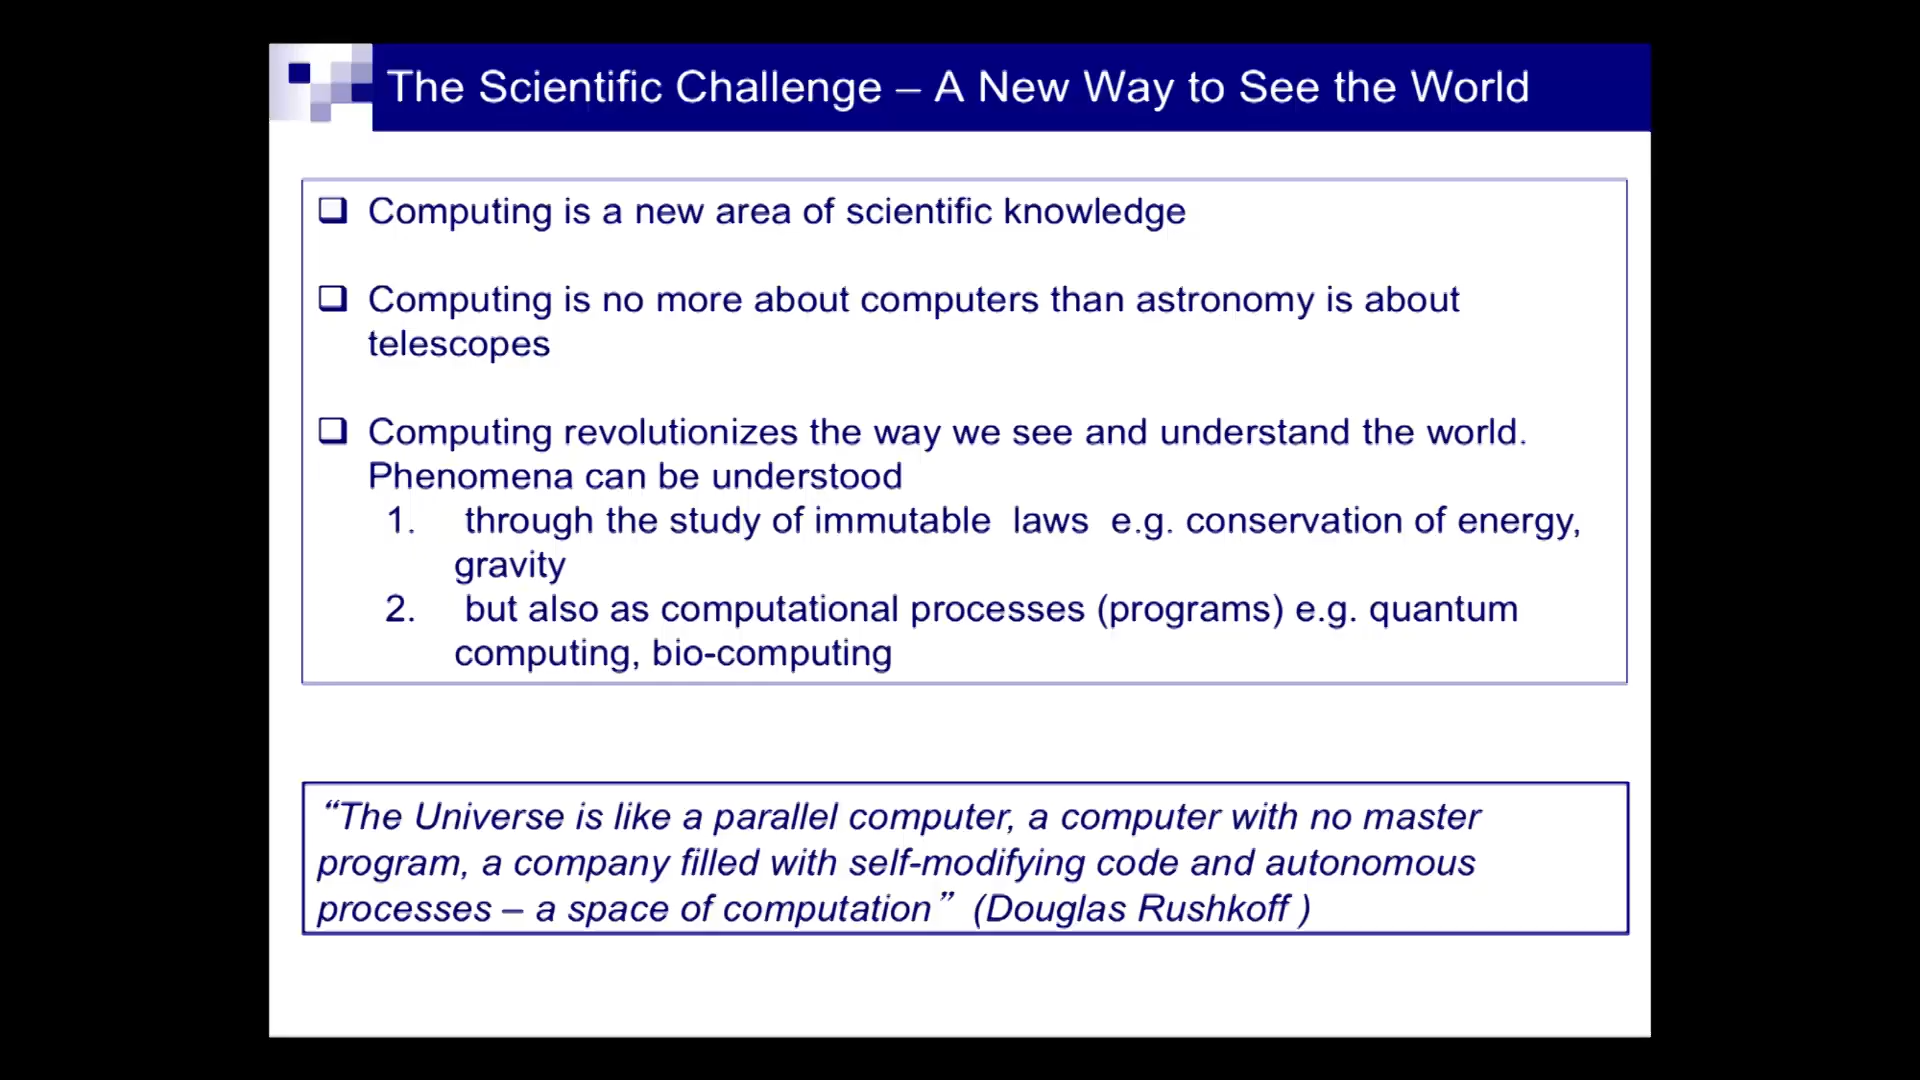 The Scientific Challenge – A New Way to See the World
Computing is a new area of scientific knowledge
Computing is no more about computers than astronomy is about
telescopes
Computing revolutionizes the way we see and understand the world.
Phenomena can be understood
1. through the study of immutable laws e.g. conservation of energy,
gravity
2. but also as computational processes (programs) e.g. quantum
computing, bio-computing
“The Universe is like a parallel computer, a computer with no master
program, a company filled with self-modifying code and autonomous
processes – a space of computation” (Douglas Rushkoff )